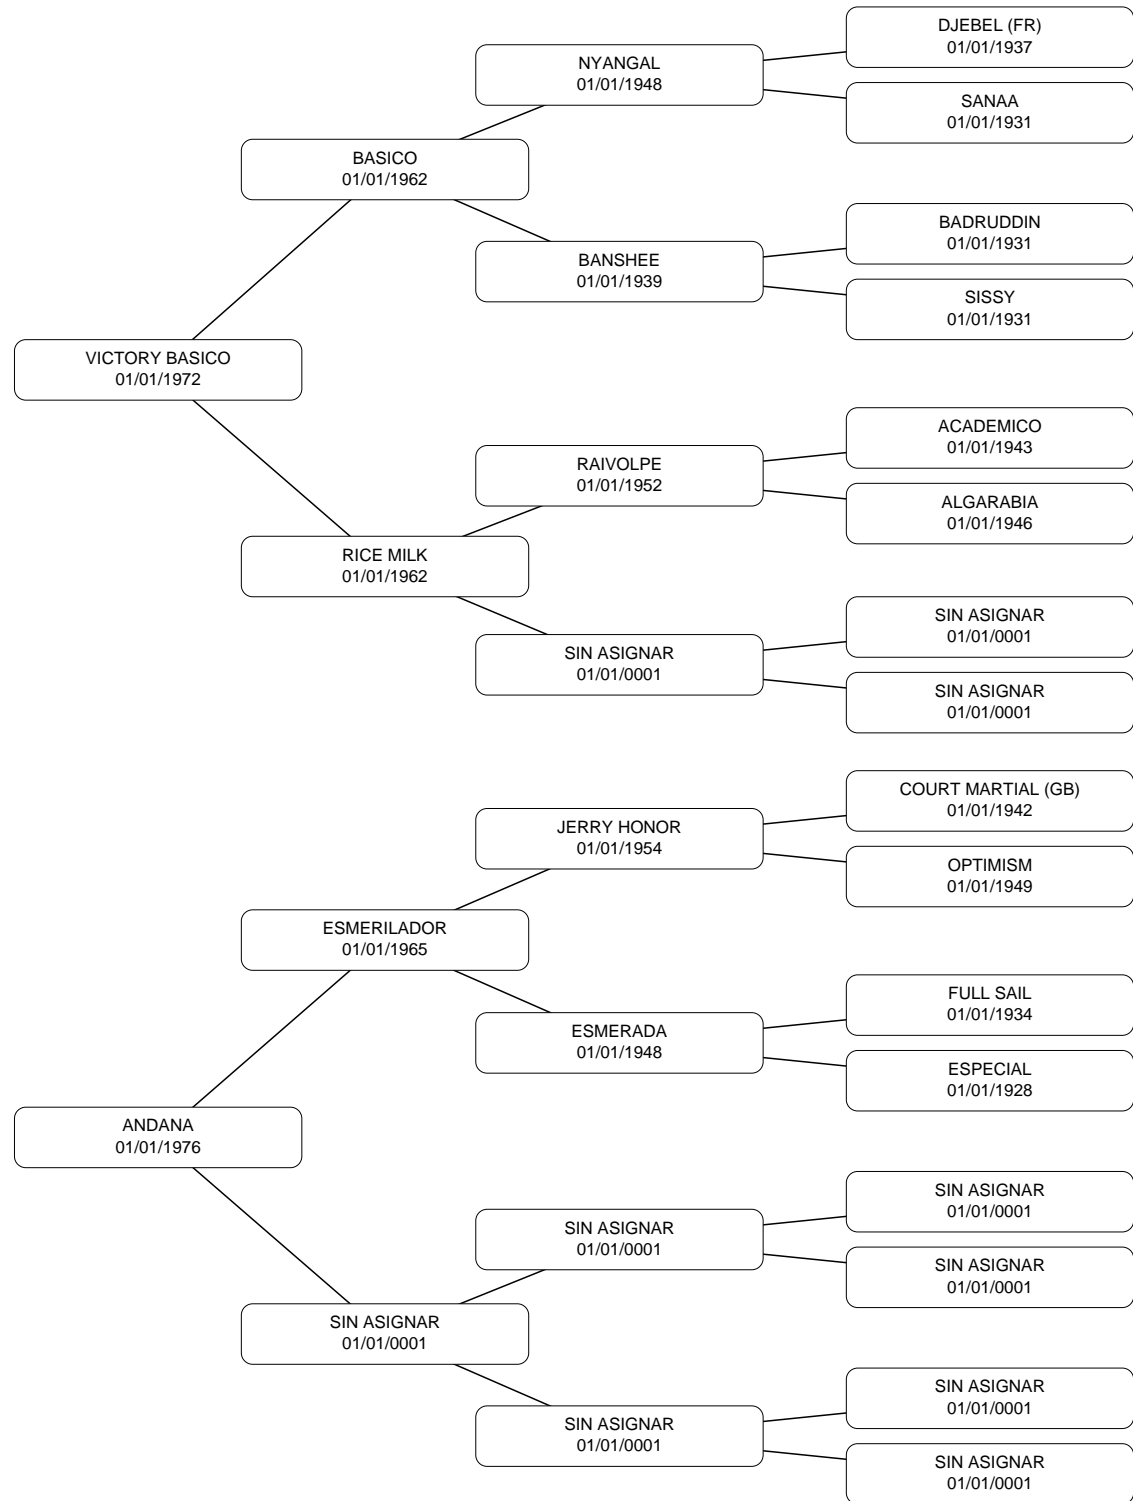 DJEBEL (FR)
01/01/1937
NYANGAL
01/01/1948
SANAA
01/01/1931
BASICO
01/01/1962
BADRUDDIN
01/01/1931
BANSHEE
01/01/1939
SISSY
01/01/1931
VICTORY BASICO
01/01/1972
ACADEMICO
01/01/1943
RAIVOLPE
01/01/1952
ALGARABIA
01/01/1946
RICE MILK
01/01/1962
SIN ASIGNAR
01/01/0001
SIN ASIGNAR
01/01/0001
SIN ASIGNAR
01/01/0001
COURT MARTIAL (GB)
01/01/1942
JERRY HONOR
01/01/1954
OPTIMISM
01/01/1949
ESMERILADOR
01/01/1965
FULL SAIL
01/01/1934
ESMERADA
01/01/1948
ESPECIAL
01/01/1928
ANDANA
01/01/1976
SIN ASIGNAR
01/01/0001
SIN ASIGNAR
01/01/0001
SIN ASIGNAR
01/01/0001
SIN ASIGNAR
01/01/0001
SIN ASIGNAR
01/01/0001
SIN ASIGNAR
01/01/0001
SIN ASIGNAR
01/01/0001